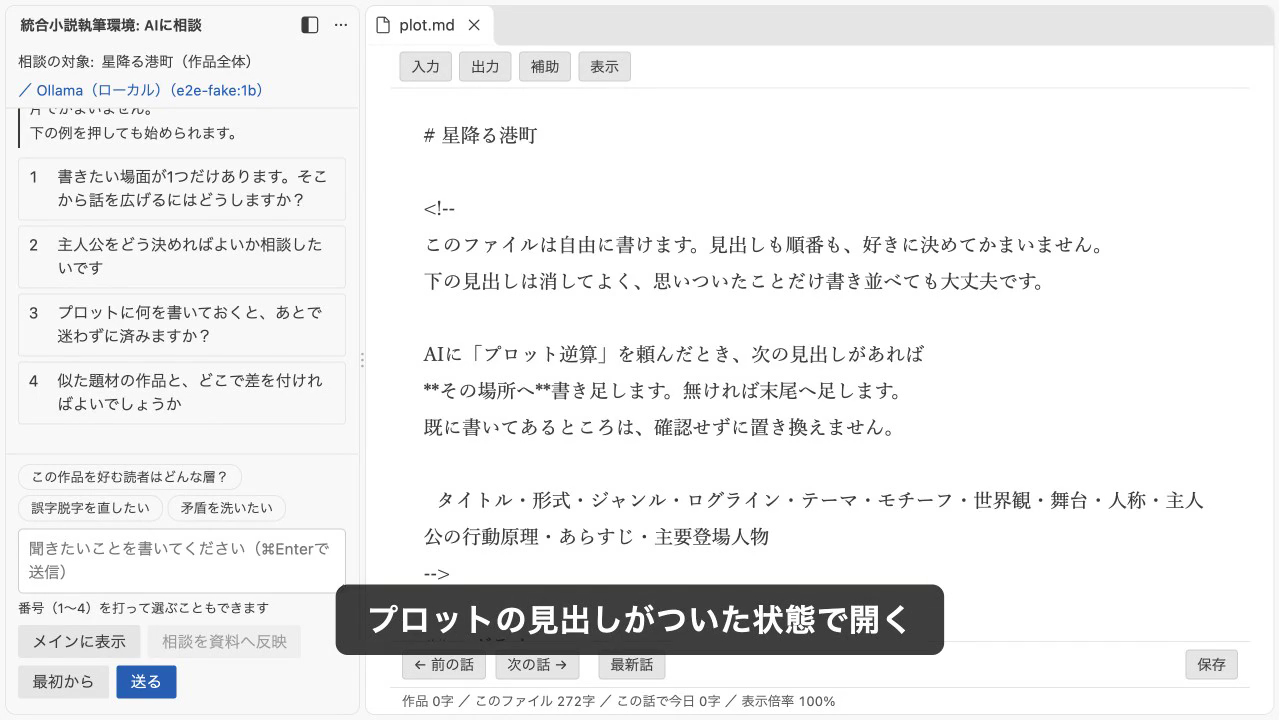 統合小説執筆環境: AIに相談
相談の対象: 星降る港町（作品全体）
／ Ollama（ローカル）（e2e-fake:1b）
下の例を押しても始められます。
1 書きたい場面が1つだけあります。そこ
から話を広げるにはどうしますか？
2 主人公をどう決めればよいか相談した
いです
3 プロットに何を書いておくと、あとで
迷わずに済みますか？
4 似た題材の作品と、どこで差を付けれ
ばよいでしょうか
この作品を好む読者はどんな層？
誤字脱字を直したい 矛盾を洗いたい
聞きたいことを書いてください（⌘Enterで
送信）
番号（1〜4）を打って選ぶこともできます
メインに表示 相談を資料へ反映
最初から 送る
plot.md
入力 出力 補助 表示
# 星降る港町
<!--
このファイルは自由に書けます。見出しも順番も、好きに決めてかまいません。
下の見出しは消してよく、思いついたことだけ書き並べても大丈夫です。
AIに「プロット逆算」を頼んだとき、次の見出しがあれば
**その場所へ**書き足します。無ければ末尾へ足します。
既に書いてあるところは、確認せずに置き換えません。
タイトル・形式・ジャンル・ログライン・テーマ・モチーフ・世界観・舞台・人称・主人
公の行動原理・あらすじ・主要登場人物
-->
プロットの見出しがついた状態で開く
← 前の話 次の話 → 最新話 保存
作品 0字 ／ このファイル 272字 ／ この話で今日 0字 ／ 表示倍率 100%